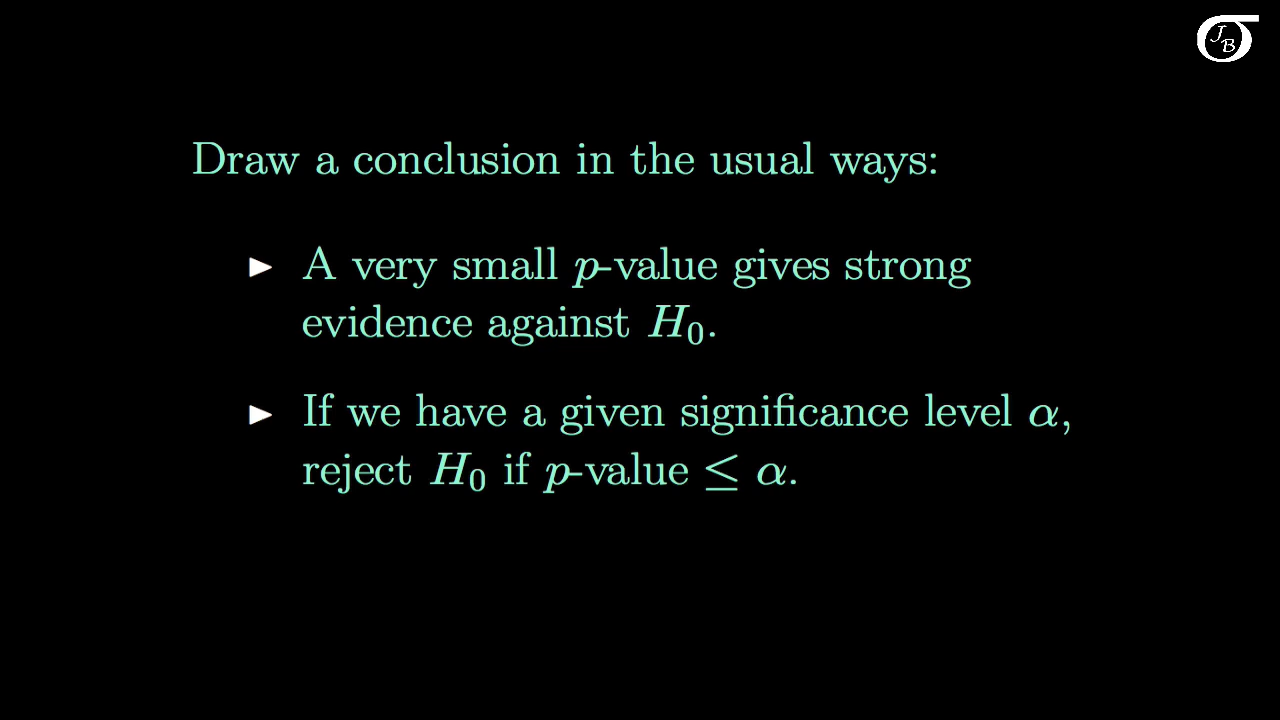 JB
Draw a conclusion in the usual ways:
▶ A very small p-value gives strong
evidence against H₀.
▶ If we have a given significance level α,
reject H₀ if p-value ≤ α.